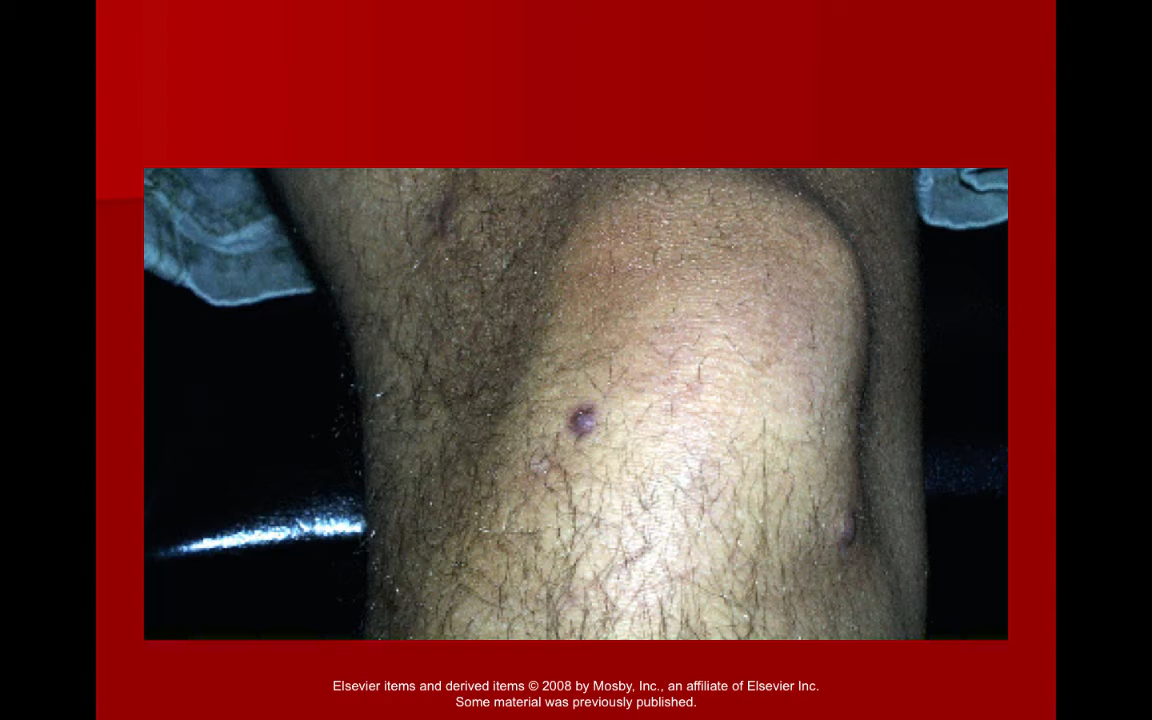 Elsevier items and derived items © 2008 by Mosby, Inc., an affiliate of Elsevier Inc.
Some material was previously published.